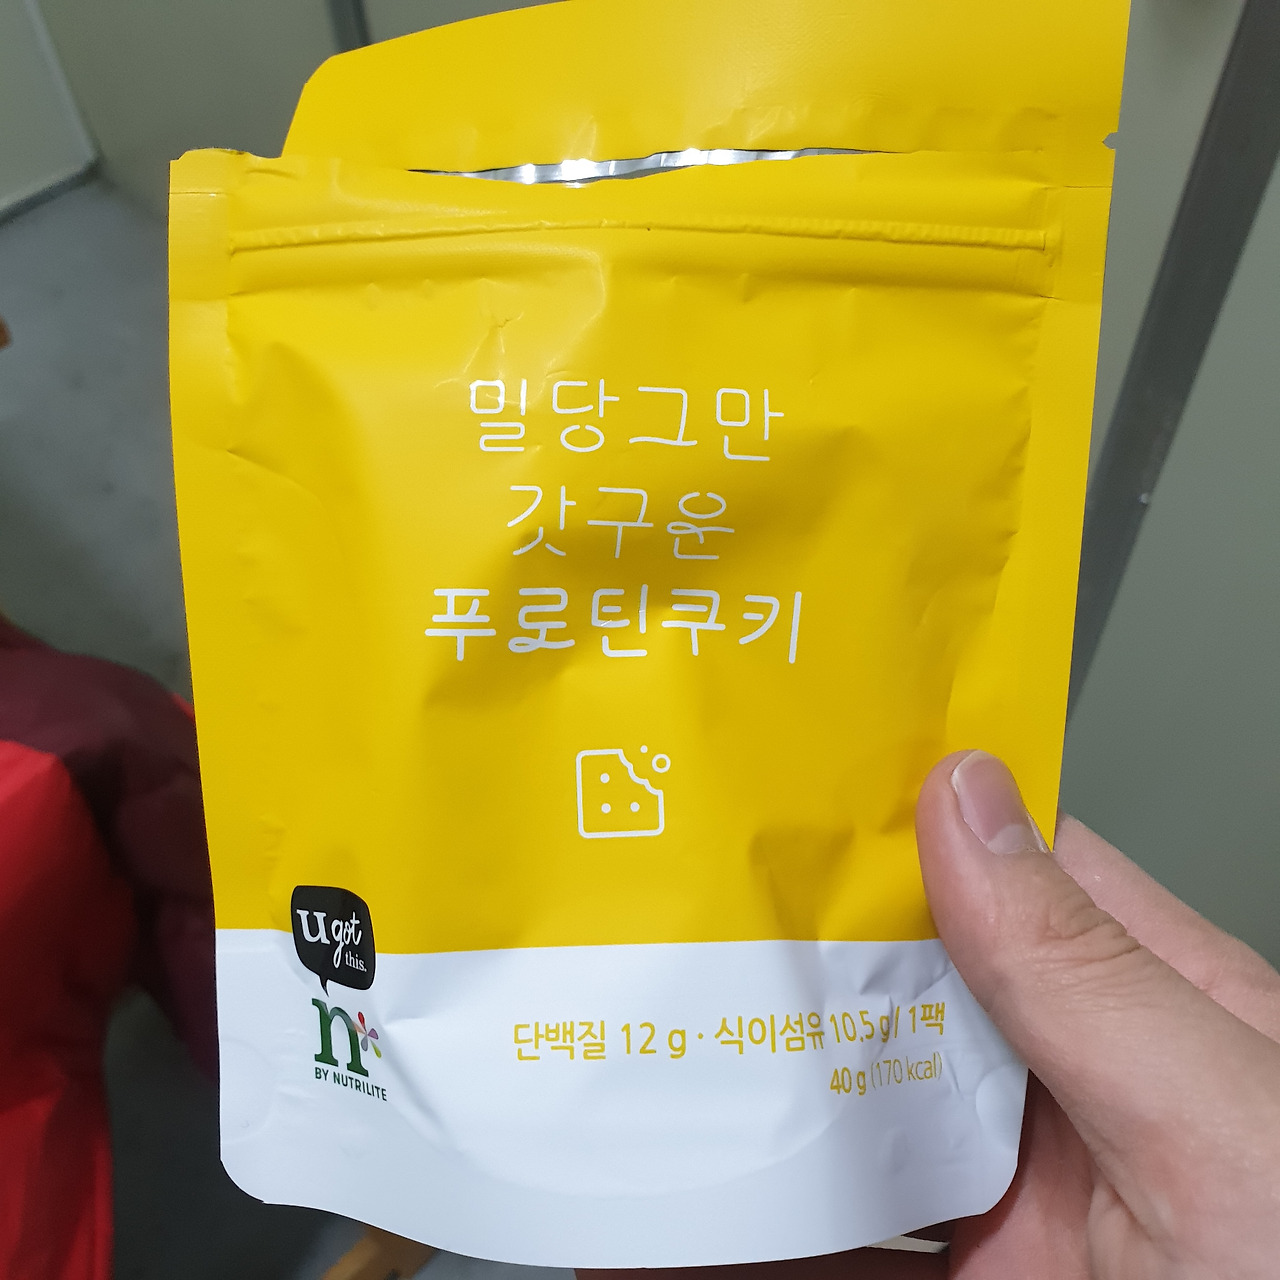 밀당그만
갓구운
푸로틴쿠키
u got
this.
n
BY NUTRILITE
단백질 12 g · 식이섬유 10.5 g / 1팩
40 g (170 kcal)